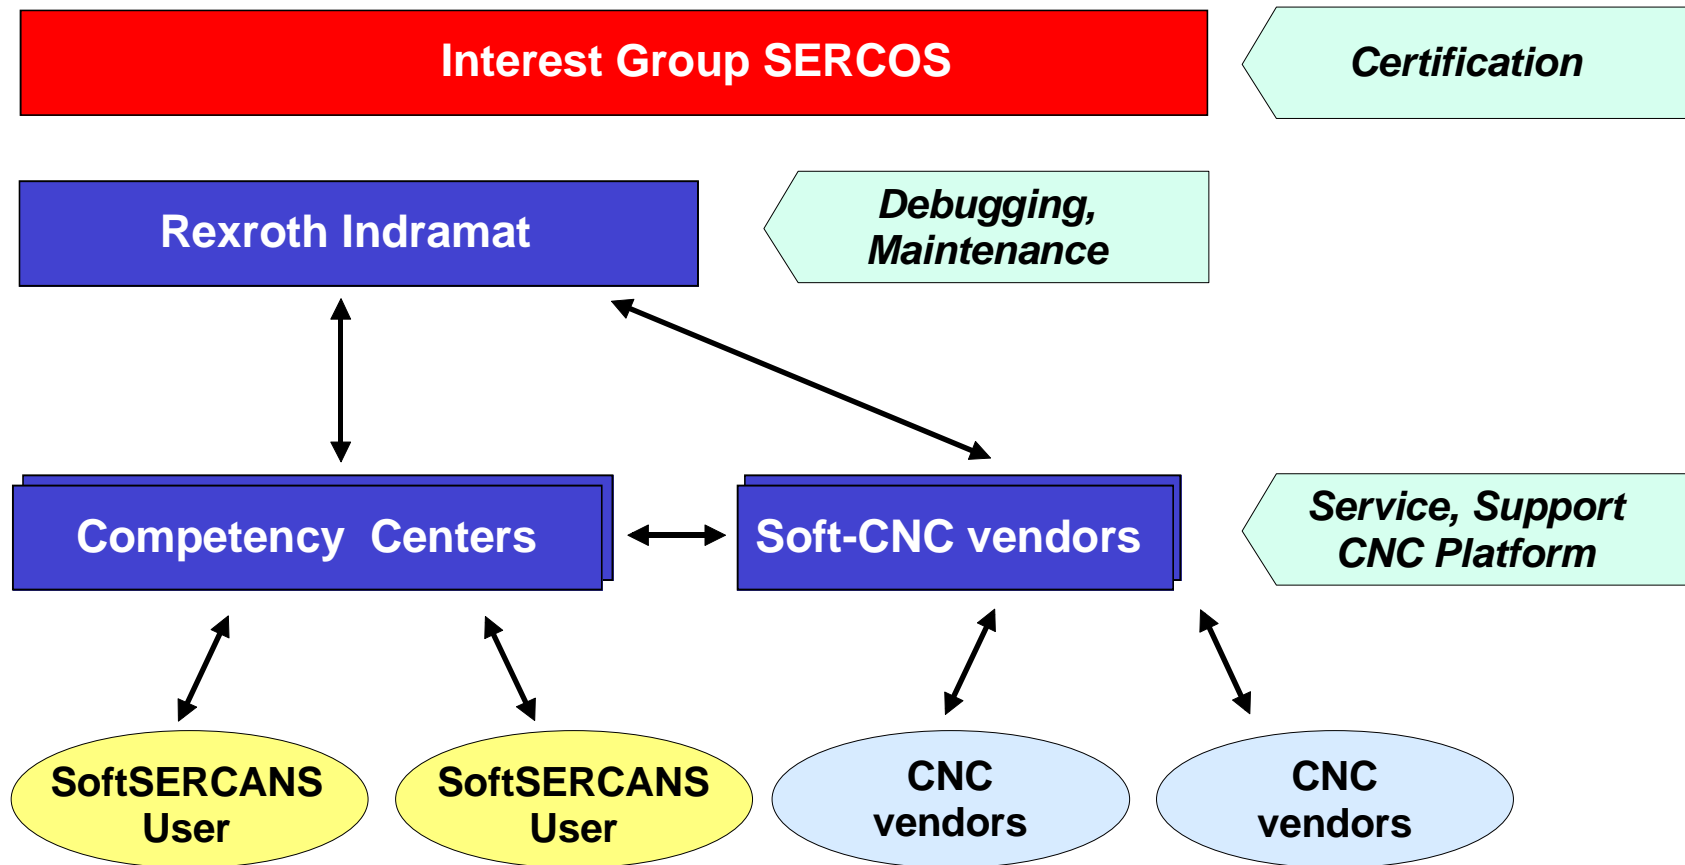 Interest Group SERCOS
Certification
Rexroth Indramat
Debugging,
Maintenance
Competency Centers
Soft-CNC vendors
Service, Support
CNC Platform
SoftSERCANS
User
SoftSERCANS
User
CNC
vendors
CNC
vendors